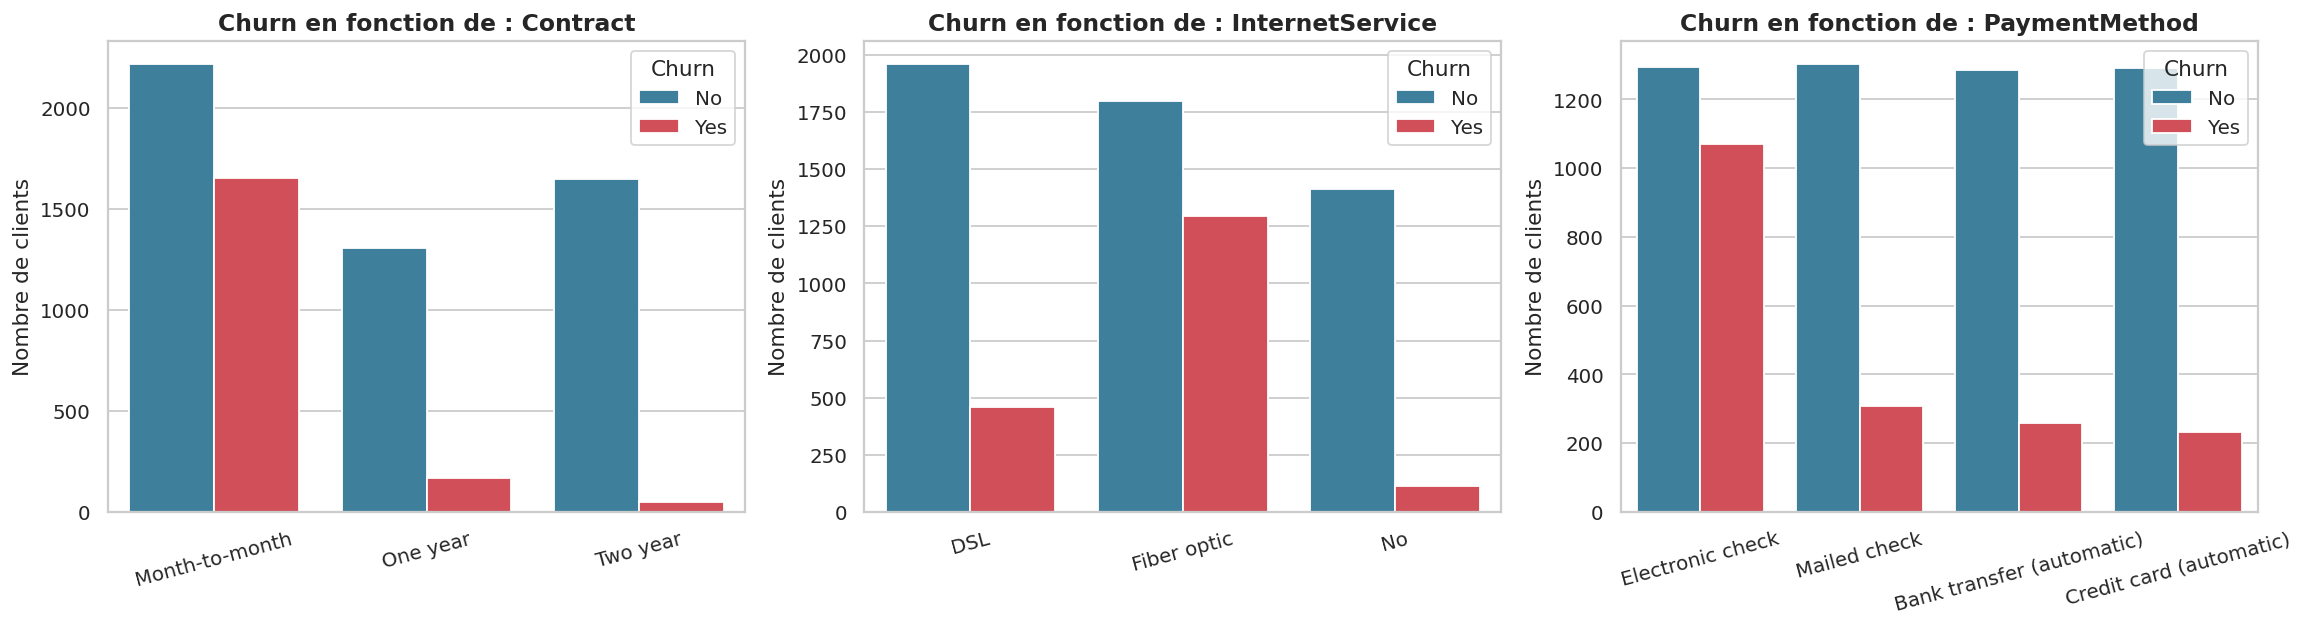 Churn en fonction de : Contract
Nombre de clients
2000
1500
1000
500
0
Churn
No
Yes
Month-to-month
One year
Two year
Churn en fonction de : InternetService
Nombre de clients
2000
1750
1500
1250
1000
750
500
250
0
Churn
No
Yes
DSL
Fiber optic
No
Churn en fonction de : PaymentMethod
Nombre de clients
1200
1000
800
600
400
200
0
Churn
No
Yes
Electronic check
Mailed check
Bank transfer (automatic)
Credit card (automatic)